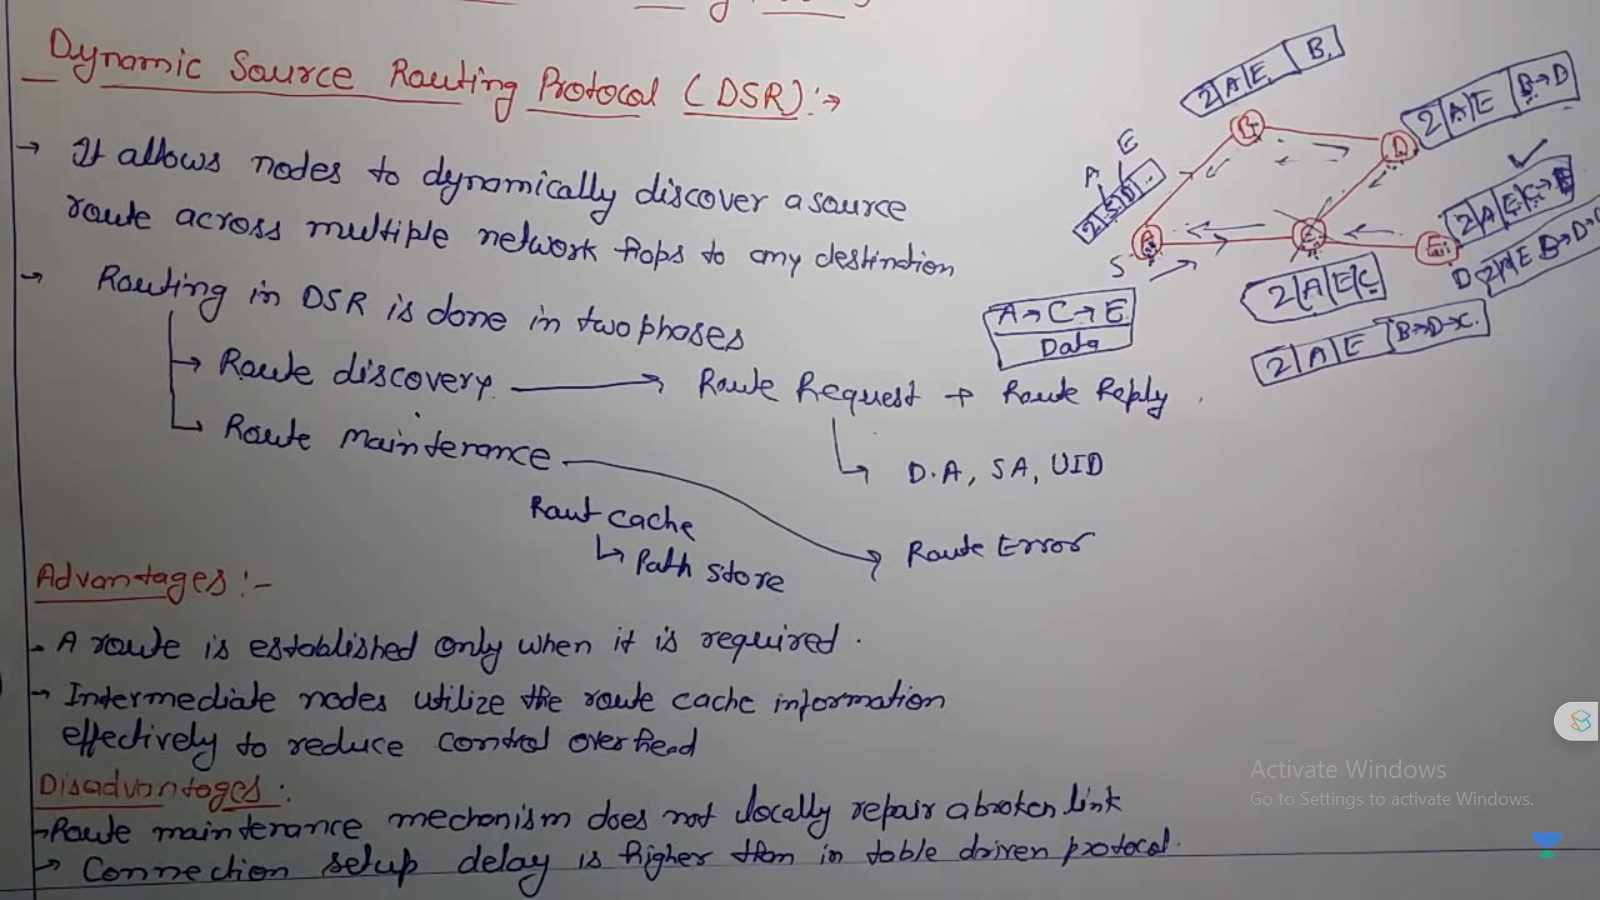 Dynamic Source Routing Protocol (DSR) :→
→ It allows nodes to dynamically discover a source
route across multiple network hops to any destination
→ Routing in DSR is done in two phases
→ Route discovery → Route Request + Route Reply
D.A, SA, UID
→ Route maintenance → Route Error
Rout cache
↳ Path store
Advantages :-
- A route is established only when it is required.
→ Intermediate nodes utilize the route cache information
effectively to reduce control overhead
Disadvantages :
→ Route maintenance mechanism does not locally repair a broken link
→ Connection setup delay is higher than in table driven protocol.
2|A|E| B.
2|A|E| B→D
A E
2|S|D|..
B
D
A
S
C
E
D
2|A|E|C→E
2|A|E B→D→
2|A|E|C
2|A|E B→D→C.
A→C→E
Data
Activate Windows
Go to Settings to activate Windows.